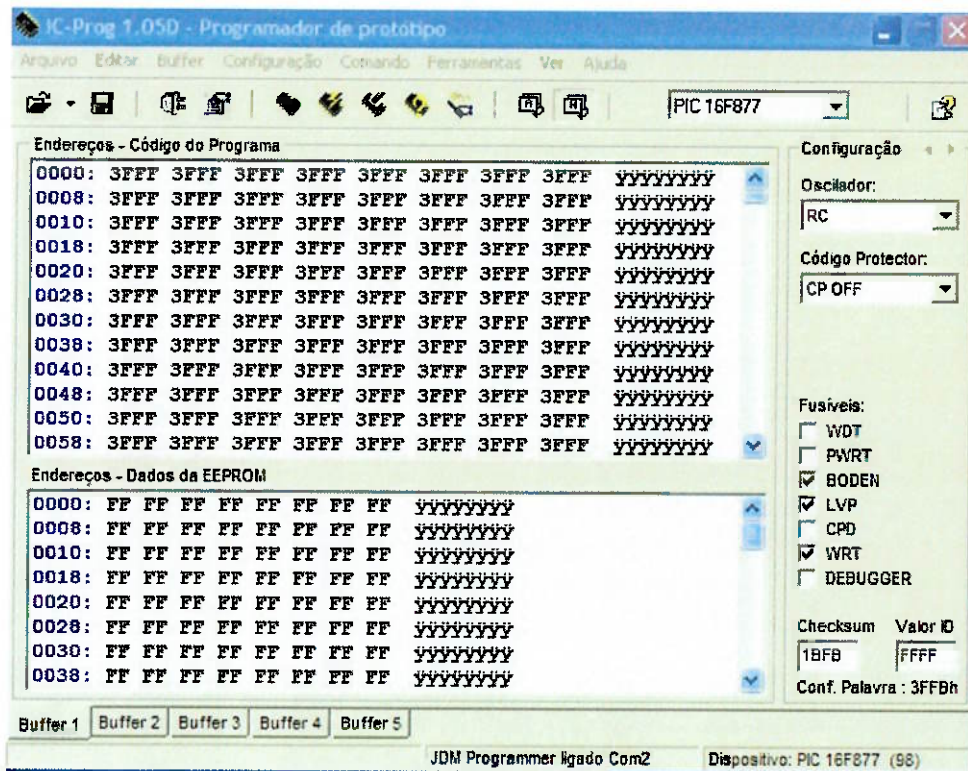 IC-Prog 1.05D - Programador de protótipo
Arquivo Editar Buffer Configuração Comando Ferramentas Ver Ajuda
PIC 16F877
Endereços - Código do Programa
0000: 3FFF 3FFF 3FFF 3FFF 3FFF 3FFF 3FFF 3FFF ÿÿÿÿÿÿÿÿ
0008: 3FFF 3FFF 3FFF 3FFF 3FFF 3FFF 3FFF 3FFF ÿÿÿÿÿÿÿÿ
0010: 3FFF 3FFF 3FFF 3FFF 3FFF 3FFF 3FFF 3FFF ÿÿÿÿÿÿÿÿ
0018: 3FFF 3FFF 3FFF 3FFF 3FFF 3FFF 3FFF 3FFF ÿÿÿÿÿÿÿÿ
0020: 3FFF 3FFF 3FFF 3FFF 3FFF 3FFF 3FFF 3FFF ÿÿÿÿÿÿÿÿ
0028: 3FFF 3FFF 3FFF 3FFF 3FFF 3FFF 3FFF 3FFF ÿÿÿÿÿÿÿÿ
0030: 3FFF 3FFF 3FFF 3FFF 3FFF 3FFF 3FFF 3FFF ÿÿÿÿÿÿÿÿ
0038: 3FFF 3FFF 3FFF 3FFF 3FFF 3FFF 3FFF 3FFF ÿÿÿÿÿÿÿÿ
0040: 3FFF 3FFF 3FFF 3FFF 3FFF 3FFF 3FFF 3FFF ÿÿÿÿÿÿÿÿ
0048: 3FFF 3FFF 3FFF 3FFF 3FFF 3FFF 3FFF 3FFF ÿÿÿÿÿÿÿÿ
0050: 3FFF 3FFF 3FFF 3FFF 3FFF 3FFF 3FFF 3FFF ÿÿÿÿÿÿÿÿ
0058: 3FFF 3FFF 3FFF 3FFF 3FFF 3FFF 3FFF 3FFF ÿÿÿÿÿÿÿÿ
Endereços - Dados da EEPROM
0000: FF FF FF FF FF FF FF FF ÿÿÿÿÿÿÿÿ
0008: FF FF FF FF FF FF FF FF ÿÿÿÿÿÿÿÿ
0010: FF FF FF FF FF FF FF FF ÿÿÿÿÿÿÿÿ
0018: FF FF FF FF FF FF FF FF ÿÿÿÿÿÿÿÿ
0020: FF FF FF FF FF FF FF FF ÿÿÿÿÿÿÿÿ
0028: FF FF FF FF FF FF FF FF ÿÿÿÿÿÿÿÿ
0030: FF FF FF FF FF FF FF FF ÿÿÿÿÿÿÿÿ
0038: FF FF FF FF FF FF FF FF ÿÿÿÿÿÿÿÿ
Configuração
Oscilador:
RC
Código Protector:
CP OFF
Fusíveis:
WDT
PWRT
BODEN
LVP
CPD
WRT
DEBUGGER
Checksum Valor ID
1BFB FFFF
Conf. Palavra : 3FFBh
Buffer 1 Buffer 2 Buffer 3 Buffer 4 Buffer 5
JDM Programmer ligado Com2 Dispositivo: PIC 16F877 (98)